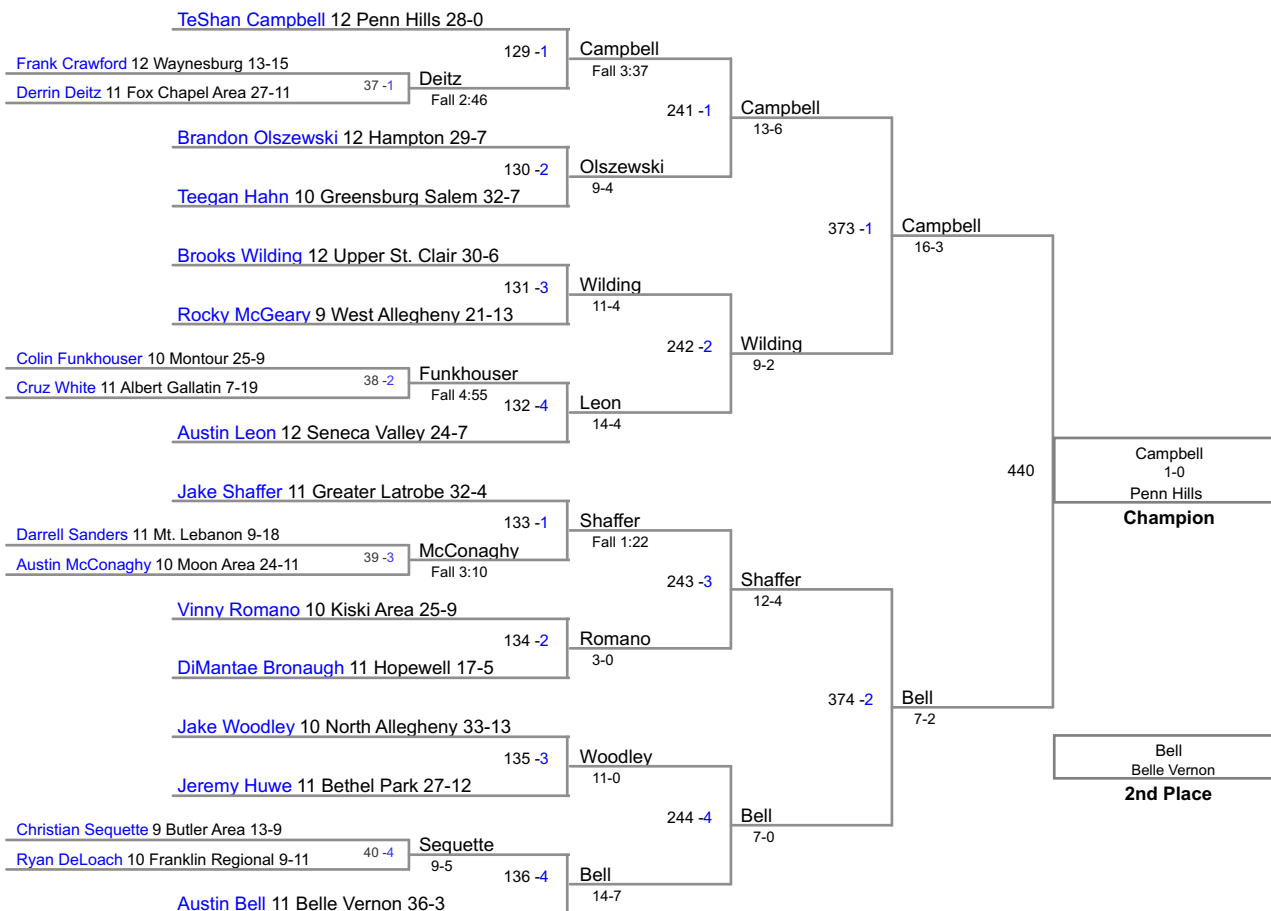 TeShan Campbell 12 Penn Hills 28-0
129 -1
Campbell
Fall 3:37
Frank Crawford 12 Waynesburg 13-15
37 -1
Deitz
Fall 2:46
Derrin Deitz 11 Fox Chapel Area 27-11
241 -1
Campbell
13-6
Brandon Olszewski 12 Hampton 29-7
130 -2
Olszewski
9-4
Teegan Hahn 10 Greensburg Salem 32-7
373 -1
Campbell
16-3
Brooks Wilding 12 Upper St. Clair 30-6
131 -3
Wilding
11-4
Rocky McGeary 9 West Allegheny 21-13
242 -2
Wilding
9-2
Colin Funkhouser 10 Montour 25-9
38 -2
Funkhouser
Fall 4:55
Cruz White 11 Albert Gallatin 7-19
132 -4
Leon
14-4
Austin Leon 12 Seneca Valley 24-7
440
Campbell
1-0
Penn Hills
Champion
Jake Shaffer 11 Greater Latrobe 32-4
133 -1
Shaffer
Fall 1:22
Darrell Sanders 11 Mt. Lebanon 9-18
39 -3
McConaghy
Fall 3:10
Austin McConaghy 10 Moon Area 24-11
243 -3
Shaffer
12-4
Vinny Romano 10 Kiski Area 25-9
134 -2
Romano
3-0
DiMantae Bronaugh 11 Hopewell 17-5
374 -2
Bell
7-2
Jake Woodley 10 North Allegheny 33-13
135 -3
Woodley
11-0
Jeremy Huwe 11 Bethel Park 27-12
Bell
Belle Vernon
2nd Place
244 -4
Bell
7-0
Christian Sequette 9 Butler Area 13-9
40 -4
Sequette
9-5
Ryan DeLoach 10 Franklin Regional 9-11
136 -4
Bell
14-7
Austin Bell 11 Belle Vernon 36-3